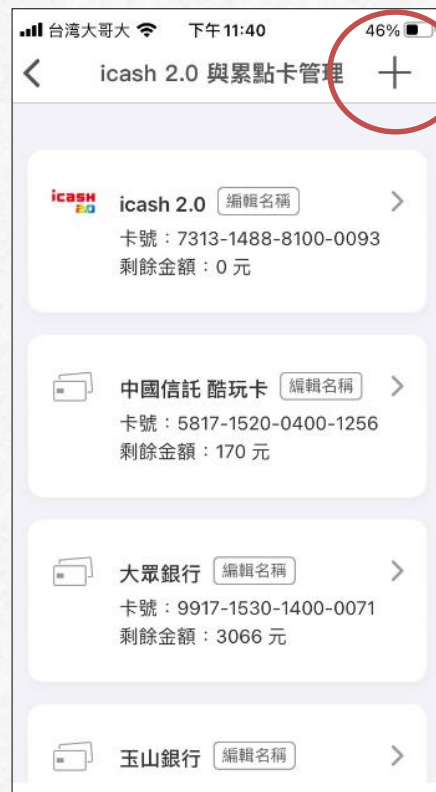 台灣大哥大 下午11:40 46%
icash 2.0 與累點卡管理
icash 2.0
icash 2.0 編輯名稱
卡號：7313-1488-8100-0093
剩餘金額：0 元
中國信託 酷玩卡 編輯名稱
卡號：5817-1520-0400-1256
剩餘金額：170 元
大眾銀行 編輯名稱
卡號：9917-1530-1400-0071
剩餘金額：3066 元
玉山銀行 編輯名稱